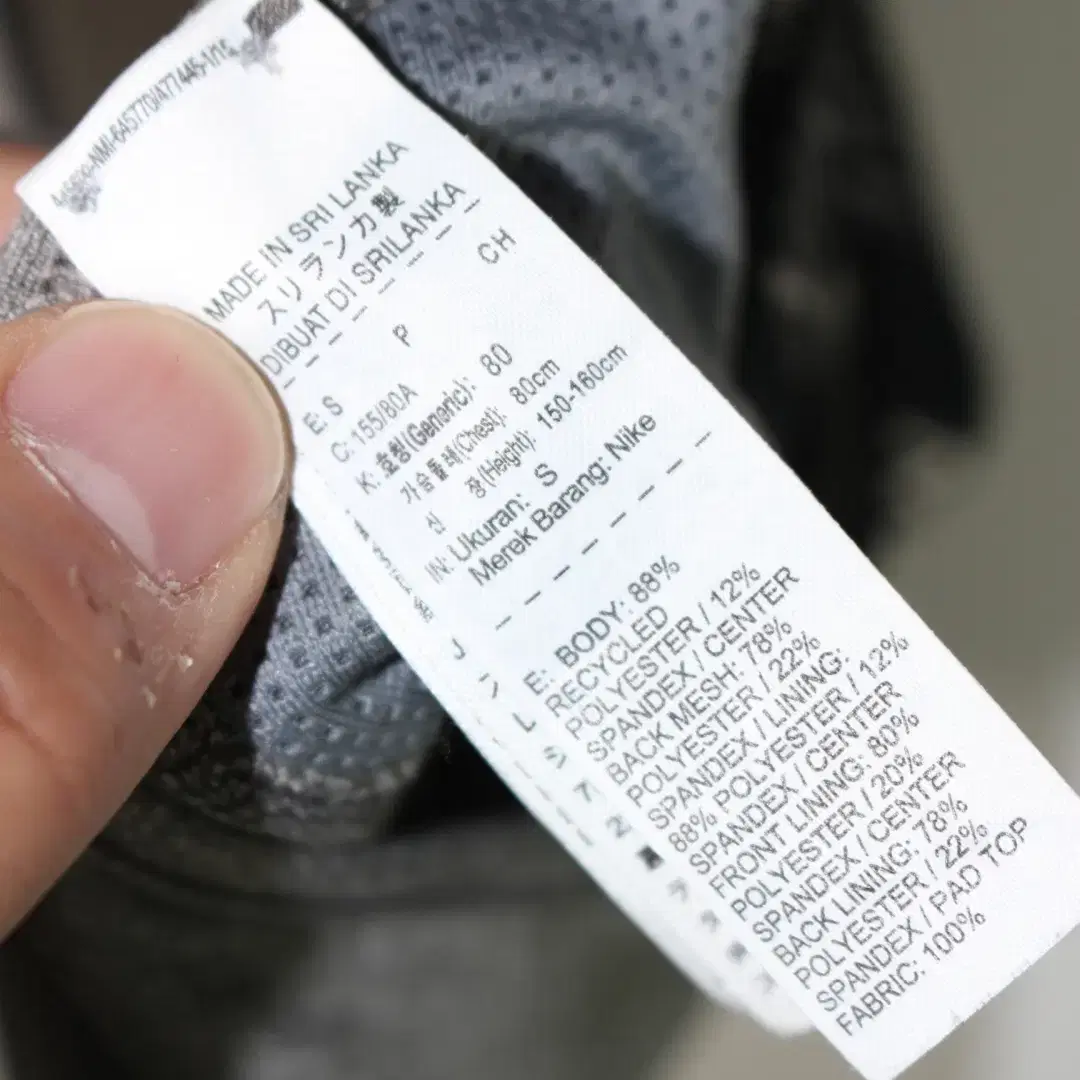 MADE IN SRI LANKA
スリランカ製
DIBUAT DI SRILANKA
P CH
E: S
C: 155/80A
K: 호칭(Generic): 80
가슴둘레(Chest): 80cm
신 장(Height): 150-160cm
IN: Ukuran: S
Merek Barang: Nike
E: BODY: 88%
RECYCLED
POLYESTER / 12%
SPANDEX / CENTER
BACK MESH: 78%
POLYESTER / 22%
SPANDEX / LINING:
88% POLYESTER / 12%
SPANDEX / CENTER
FRONT LINING: 80%
POLYESTER / 20%
SPANDEX / CENTER
BACK LINING: 78%
POLYESTER / 22%
SPANDEX / PAD TOP
FABRIC: 100%